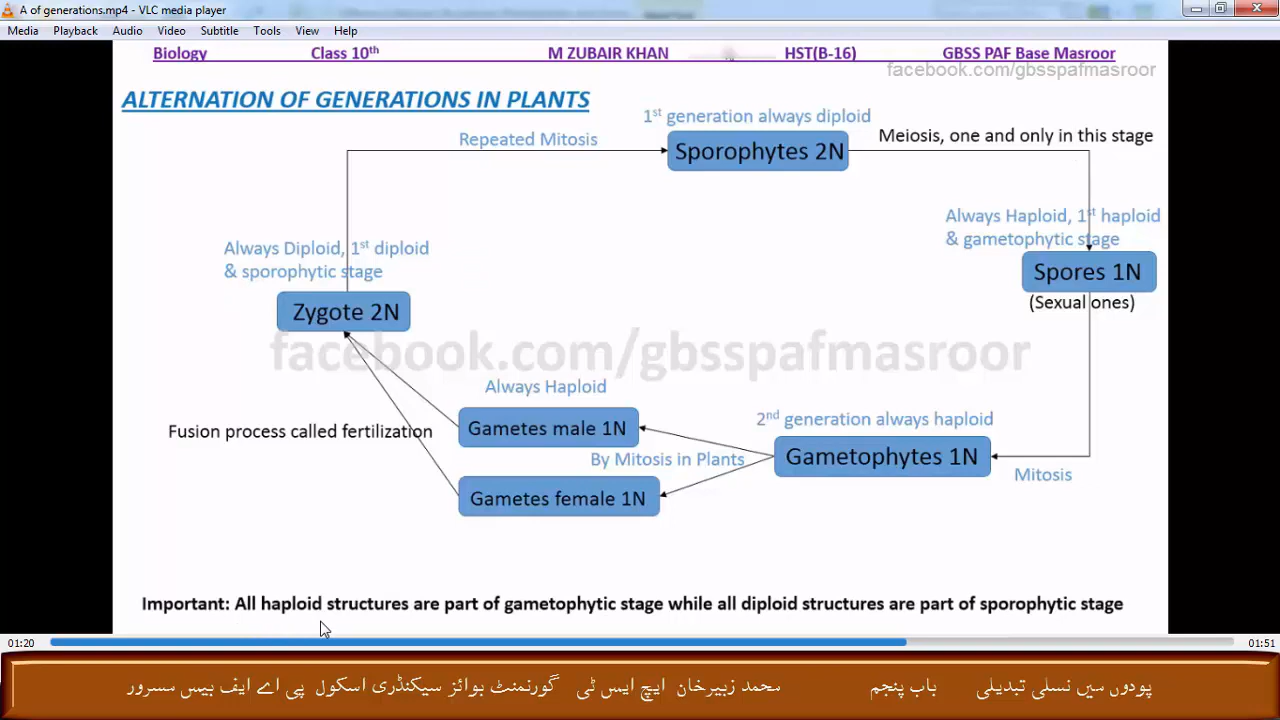 A of generations.mp4 - VLC media player
Media Playback Audio Video Subtitle Tools View Help
Biology Class 10th M ZUBAIR KHAN HST(B-16) GBSS PAF Base Masroor
facebook.com/gbsspafmasroor
ALTERNATION OF GENERATIONS IN PLANTS
1st generation always diploid
Repeated Mitosis
Sporophytes 2N
Meiosis, one and only in this stage
Always Haploid, 1st haploid
& gametophytic stage
Spores 1N
(Sexual ones)
Always Diploid, 1st diploid
& sporophytic stage
Zygote 2N
facebook.com/gbsspafmasroor
Always Haploid
Gametes male 1N
2nd generation always haploid
Fusion process called fertilization
By Mitosis in Plants
Gametophytes 1N
Mitosis
Gametes female 1N
Important: All haploid structures are part of gametophytic stage while all diploid structures are part of sporophytic stage
01:20 01:51
پودوں میں نسلی تبدیلی باب پنجم محمد زبیرخان ایچ ایس ٹی گورنمنٹ بوائز سیکنڈری اسکول پی اے ایف بیس مسرور